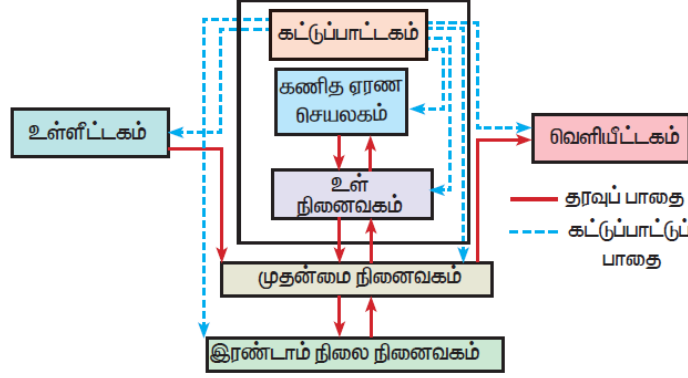 கட்டுப்பாட்டகம்
கணித ஏரண
செயலகம்
உள்ளீட்டகம்
வெளியீட்டகம்
உள்
நினைவகம்
தரவுப் பாதை
கட்டுப்பாட்டுப்
பாதை
முதன்மை நினைவகம்
இரண்டாம் நிலை நினைவகம்